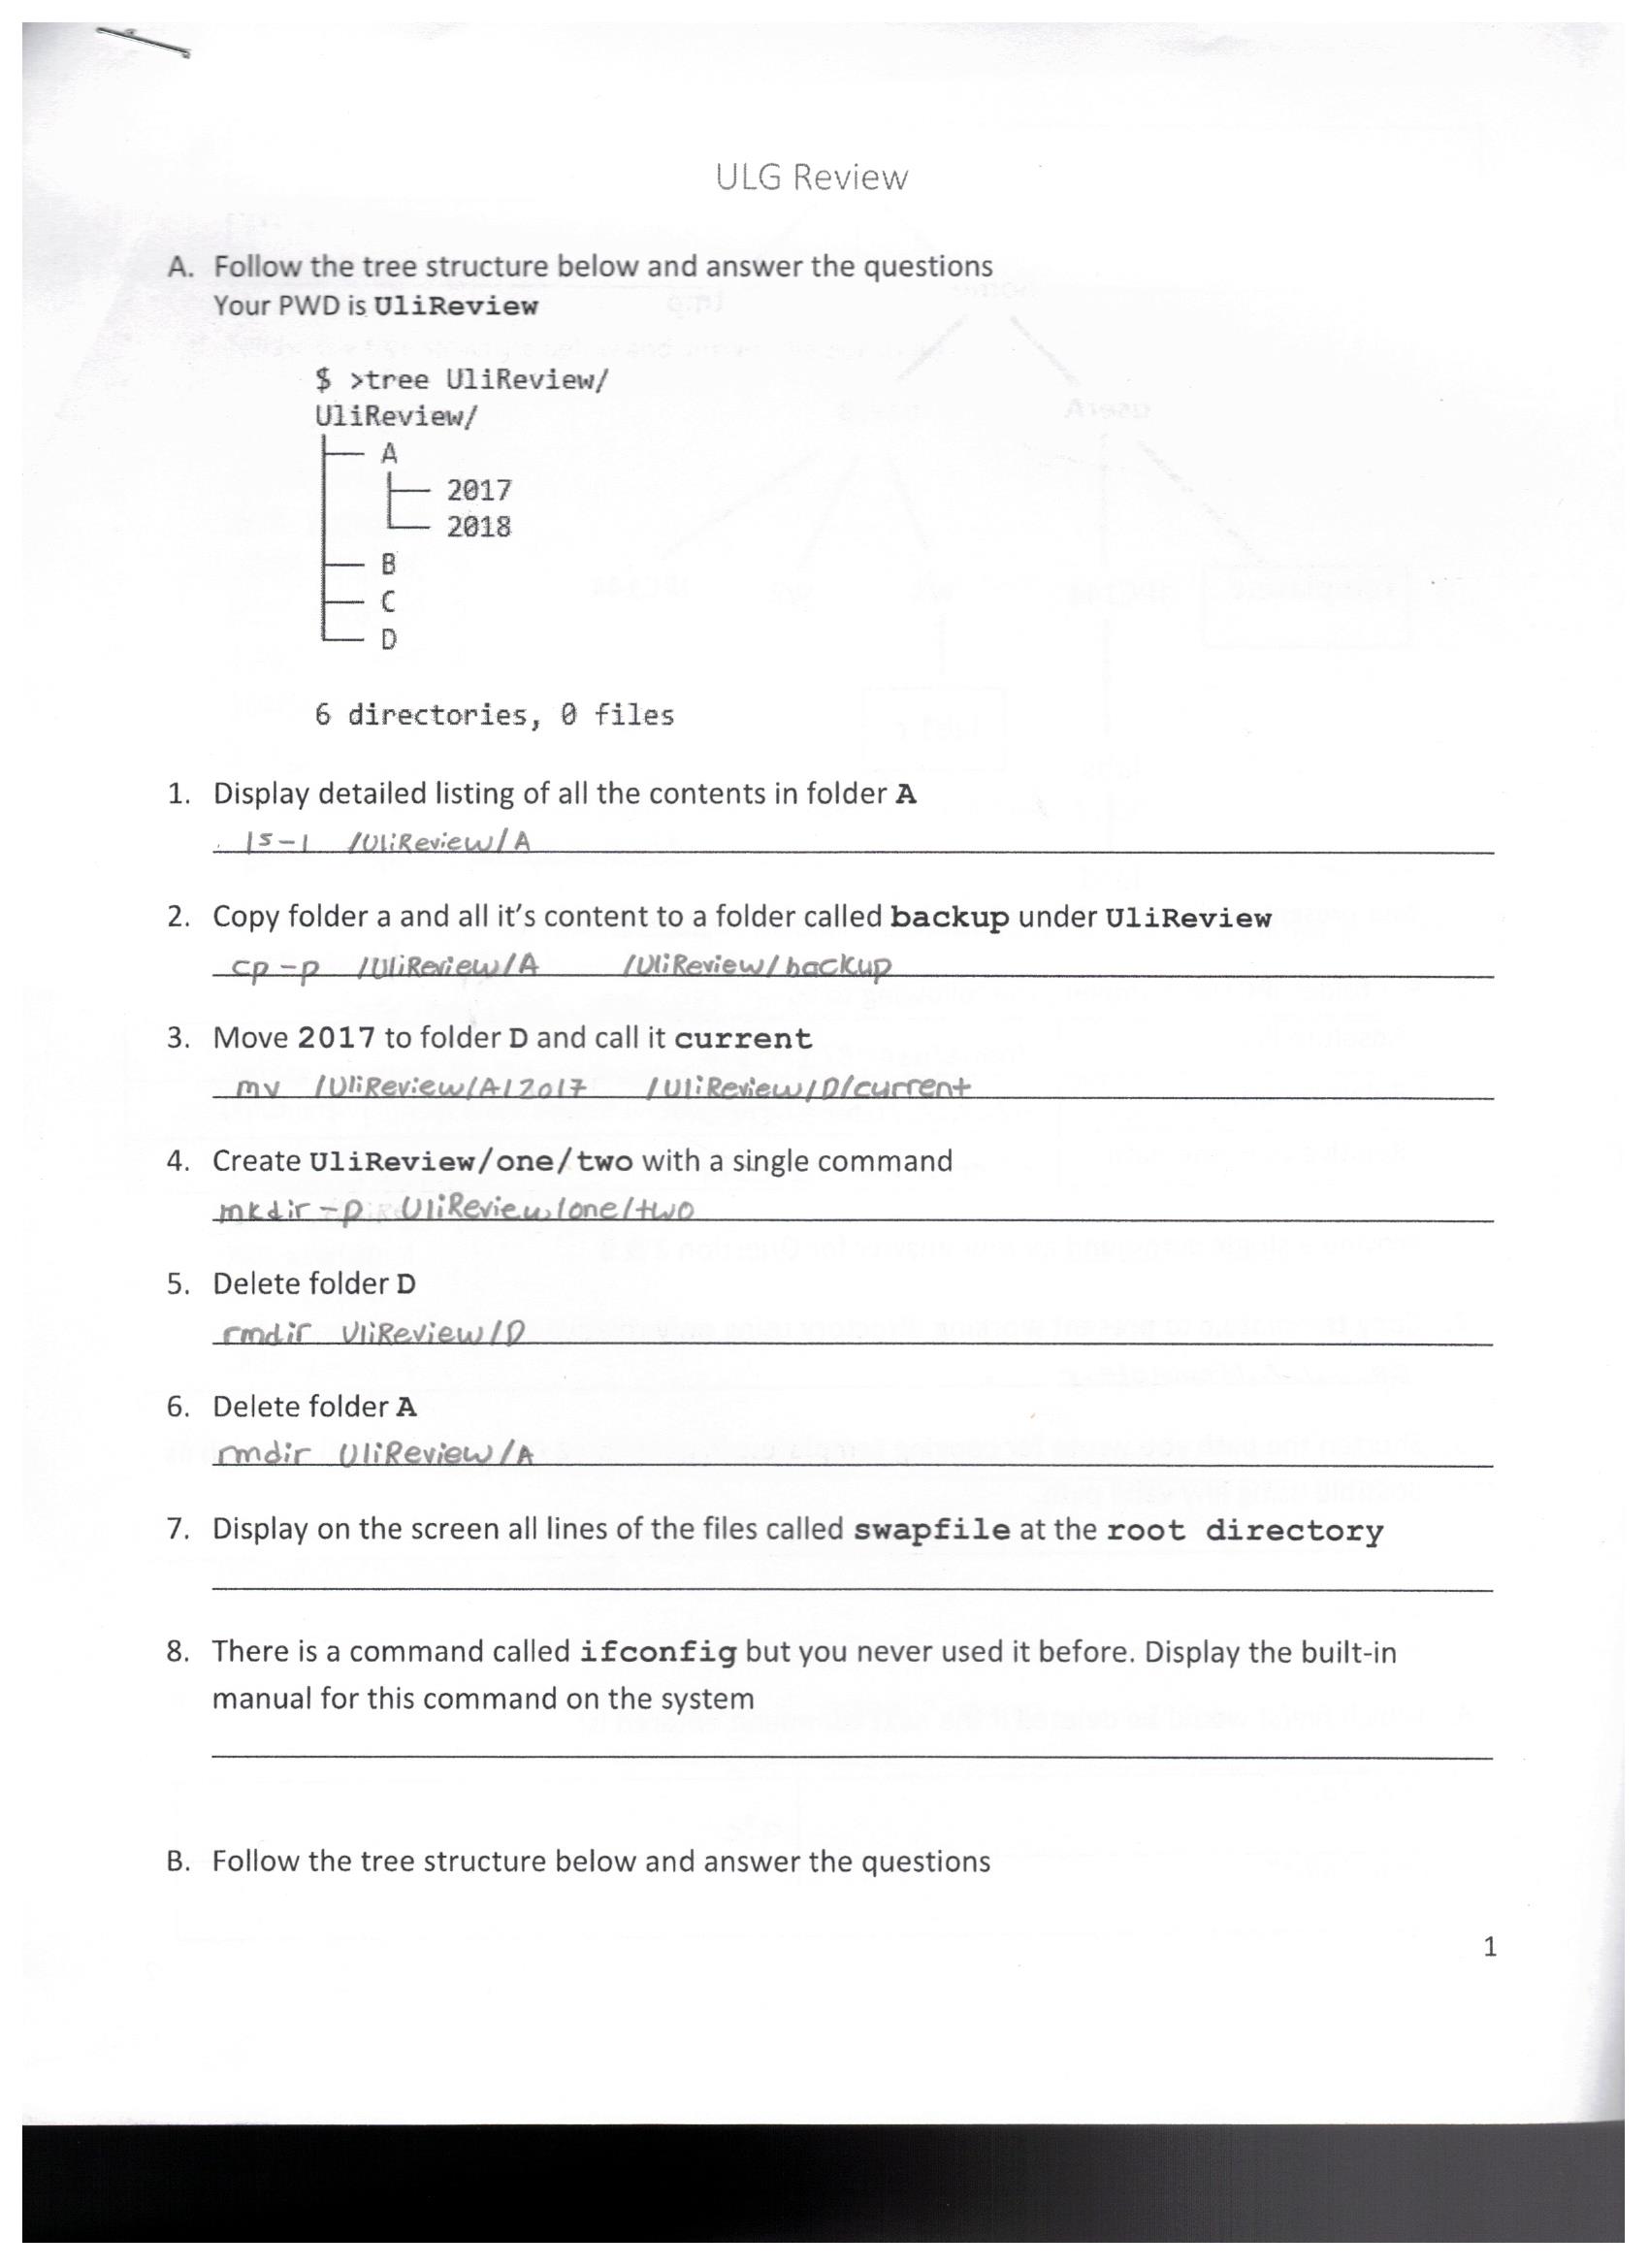 ULG Review
A. Follow the tree structure below and answer the questions
Your PWD is UliReview
$ >tree UliReview/
UliReview/
├── A
│   ├── 2017
│   └── 2018
├── B
├── C
└── D
6 directories, 0 files
1. Display detailed listing of all the contents in folder A
ls -l /UliReview/A
2. Copy folder a and all it's content to a folder called backup under UliReview
cp -p /UliReview/A /UliReview/backup
3. Move 2017 to folder D and call it current
mv /UliReview/A/2017 /UliReview/D/current
4. Create UliReview/one/two with a single command
mkdir -p UliReview/one/two
5. Delete folder D
rmdir UliReview/D
6. Delete folder A
rmdir UliReview/A
7. Display on the screen all lines of the files called swapfile at the root directory
8. There is a command called ifconfig but you never used it before. Display the built-in
manual for this command on the system
B. Follow the tree structure below and answer the questions
1